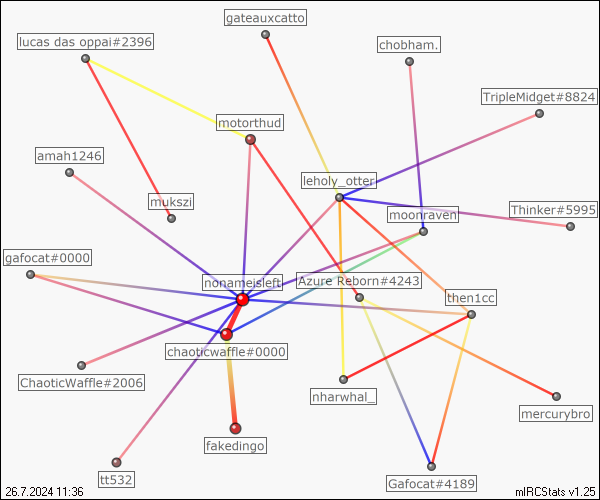 gateauxcatto
lucas das oppai#2396
chobham.
TripleMidget#8824
motorthud
amah1246
leholy_otter
mukszi
Thinker#5995
moonraven
gafocat#0000
nonameisleft
Azure Reborn#4243
then1cc
chaoticwaffle#0000
ChaoticWaffle#2006
nharwhal_
mercurybro
fakedingo
tt532
Gafocat#4189
26.7.2024 11:36
mIRCStats v1.25